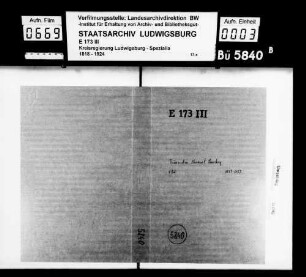 Aufn. Film
0669
Verfilmungsstelle: Landesarchivdirektion BW
-Institut für Erhaltung von Archiv- und Bibliotheksgut-
STAATSARCHIV LUDWIGSBURG
E 173 III
Kreisregierung Ludwigsburg - Spezialia
1818 - 1924
Aufn. Einheit
0003
Bü 5840 B
E 173 III
5840